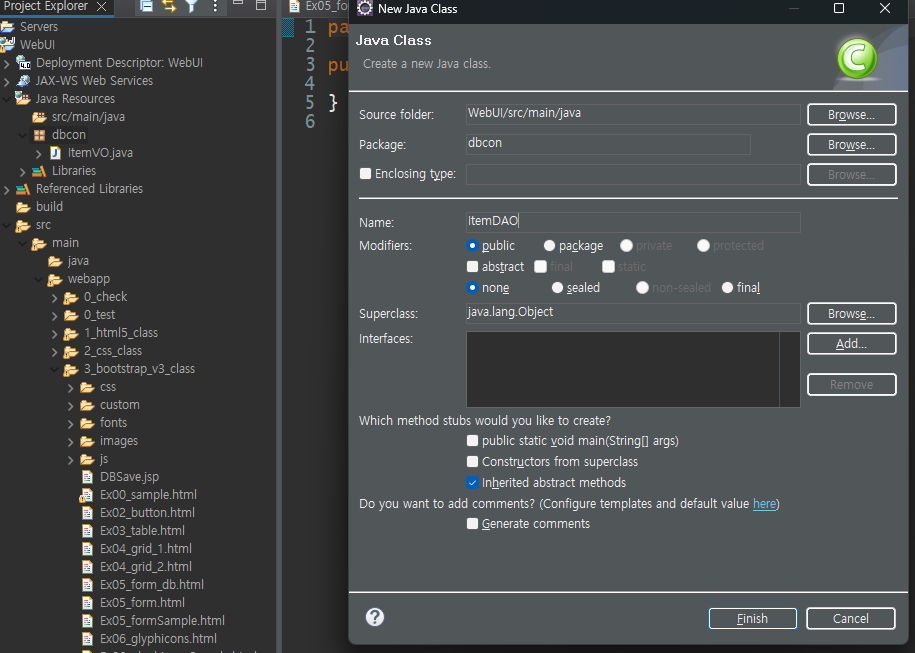 Project Explorer
Servers
WebUI
Deployment Descriptor: WebUI
JAX-WS Web Services
Java Resources
src/main/java
dbcon
ItemVO.java
Libraries
Referenced Libraries
build
src
main
java
webapp
0_check
0_test
1_html5_class
2_css_class
3_bootstrap_v3_class
css
custom
fonts
images
js
DBSave.jsp
Ex00_sample.html
Ex02_button.html
Ex03_table.html
Ex04_grid_1.html
Ex04_grid_2.html
Ex05_form_db.html
Ex05_form.html
Ex05_formSample.html
Ex06_glyphicons.html
Ex05_fo
1 pa
2
3 pu
4
5 }
6
New Java Class
Java Class
Create a new Java class.
Source folder: WebUI/src/main/java Browse...
Package: dbcon Browse...
Enclosing type: Browse...
Name: ItemDAO
Modifiers: public package private protected
abstract final static
none sealed non-sealed final
Superclass: java.lang.Object Browse...
Interfaces: Add...
Remove
Which method stubs would you like to create?
public static void main(String[] args)
Constructors from superclass
Inherited abstract methods
Do you want to add comments? (Configure templates and default value here)
Generate comments
Finish Cancel